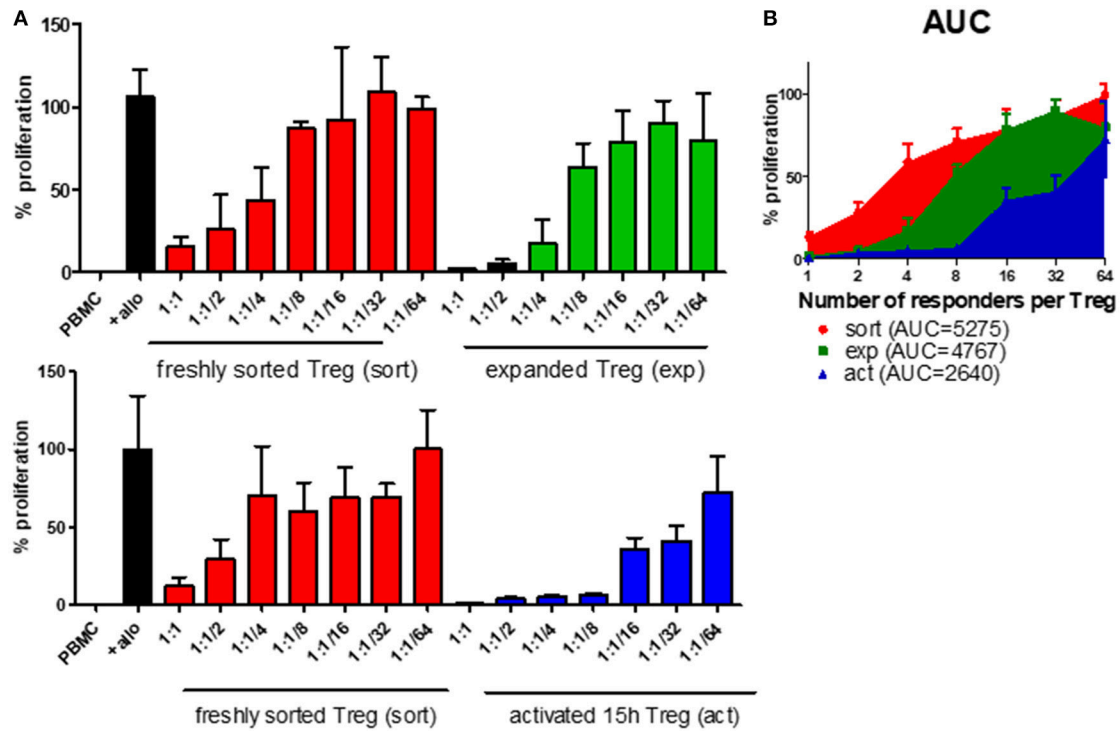 A
150
100
50
0
% proliferation
PBMC
+allo
1:1
1:1/2
1:1/4
1:1/8
1:1/16
1:1/32
1:1/64
1:1
1:1/2
1:1/4
1:1/8
1:1/16
1:1/32
1:1/64
freshly sorted Treg (sort)
expanded Treg (exp)
150
100
50
0
% proliferation
PBMC
+allo
1:1
1:1/2
1:1/4
1:1/8
1:1/16
1:1/32
1:1/64
1:1
1:1/2
1:1/4
1:1/8
1:1/16
1:1/32
1:1/64
freshly sorted Treg (sort)
activated 15h Treg (act)
B
AUC
100
50
0
% proliferation
1 2 4 8 16 32 64
Number of responders per Treg
sort (AUC=5275)
exp (AUC=4767)
act (AUC=2640)